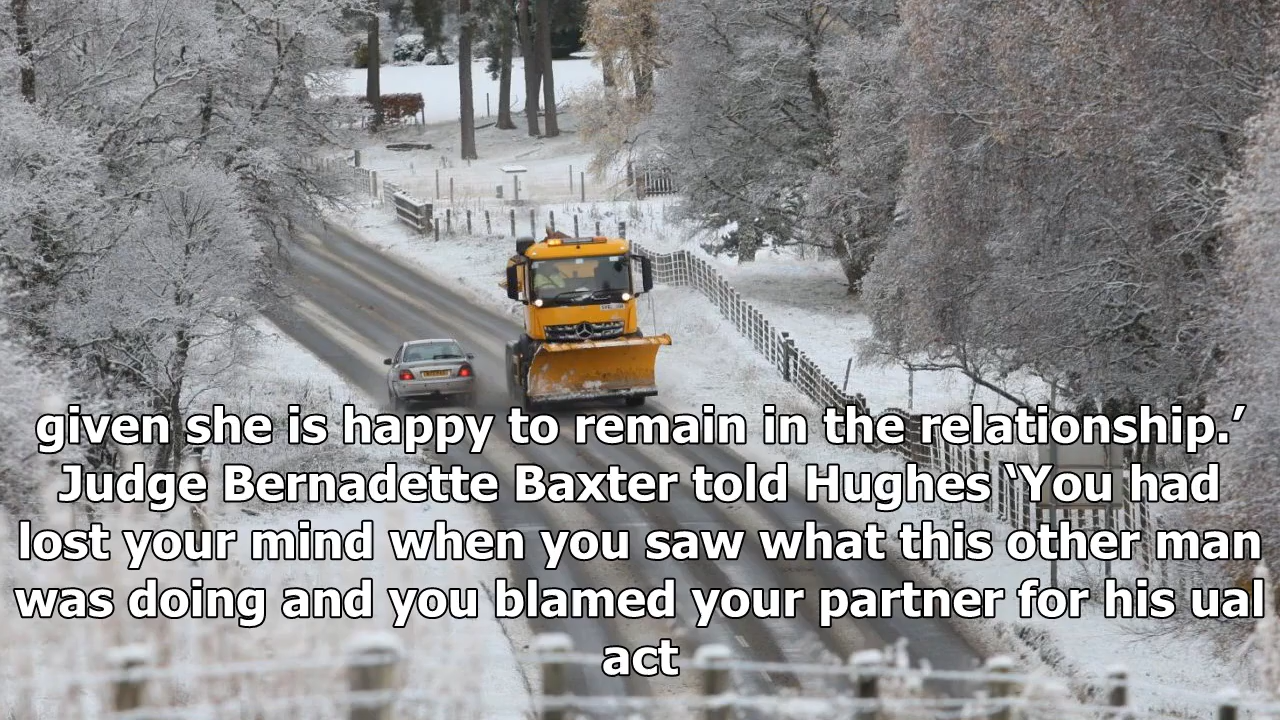 given she is happy to remain in the relationship.’
Judge Bernadette Baxter told Hughes ‘You had
lost your mind when you saw what this other man
was doing and you blamed your partner for his ual
act